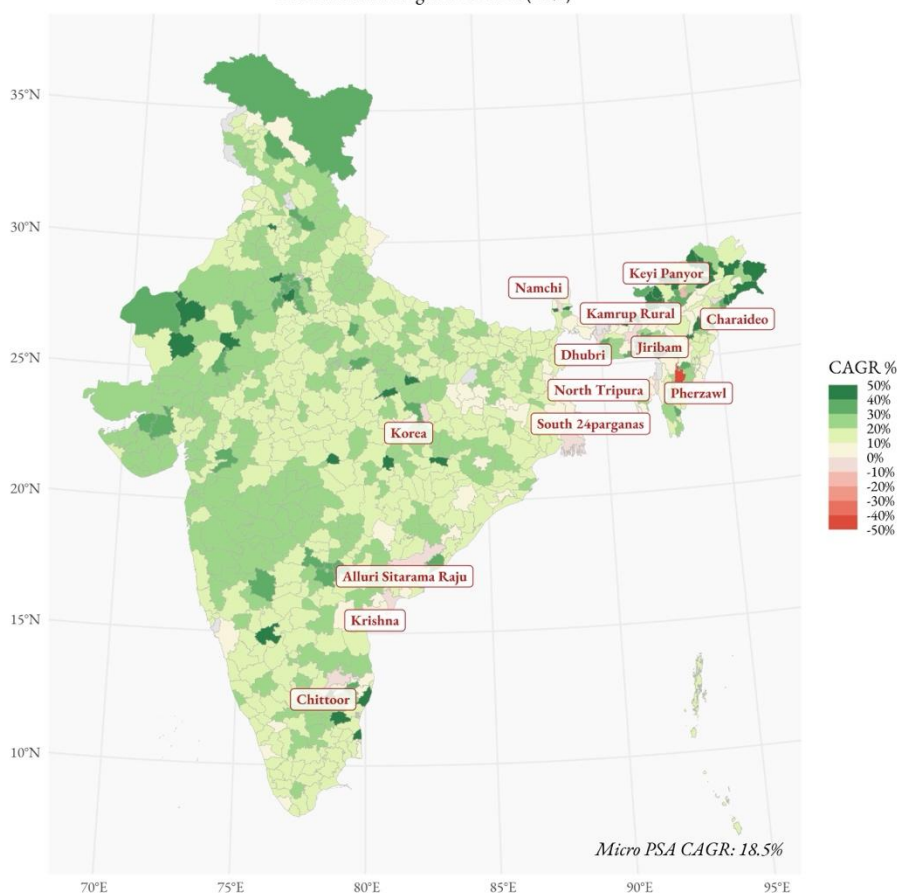 35°N
30°N
25°N
20°N
15°N
10°N
Namchi
Keyi Panyor
Kamrup Rural
Charaideo
Dhubri
Jiribam
North Tripura
Pherzawl
South 24parganas
Korea
Alluri Sitarama Raju
Krishna
Chittoor
CAGR %
50%
40%
30%
20%
10%
0%
-10%
-20%
-30%
-40%
-50%
Micro PSA CAGR: 18.5%
70°E
75°E
80°E
85°E
90°E
95°E